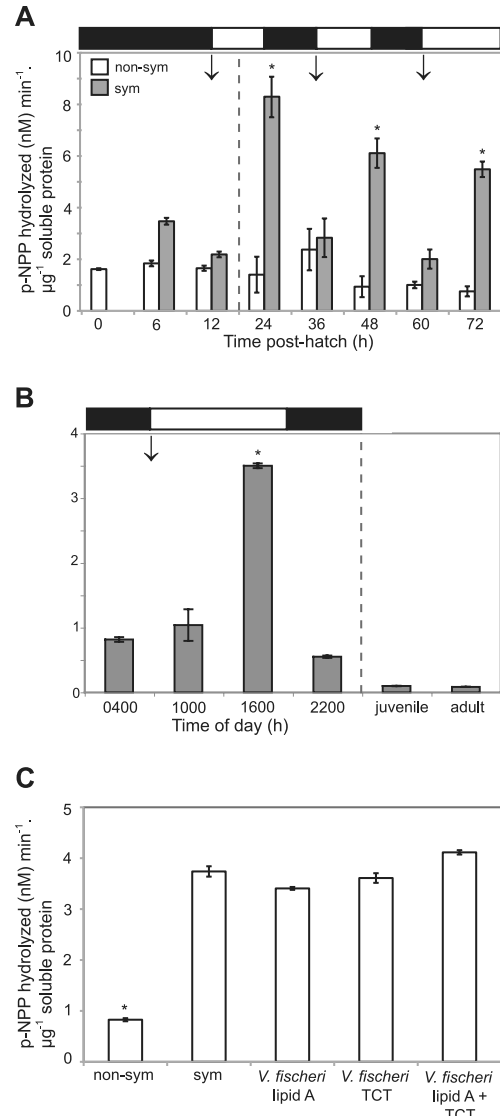 A
non-sym
sym
p-NPP hydrolyzed (nM) min⁻¹.
µg⁻¹ soluble protein
10
8
6
4
2
0
*
*
*
0 6 12 24 36 48 60 72
Time post-hatch (h)
B
4
3
2
1
0
*
0400 1000 1600 2200 juvenile adult
Time of day (h)
C
p-NPP hydrolyzed (nM) min⁻¹.
µg⁻¹ soluble protein
5
4
3
2
1
0
*
non-sym sym V. fischeri V. fischeri V. fischeri
lipid A TCT lipid A +
TCT